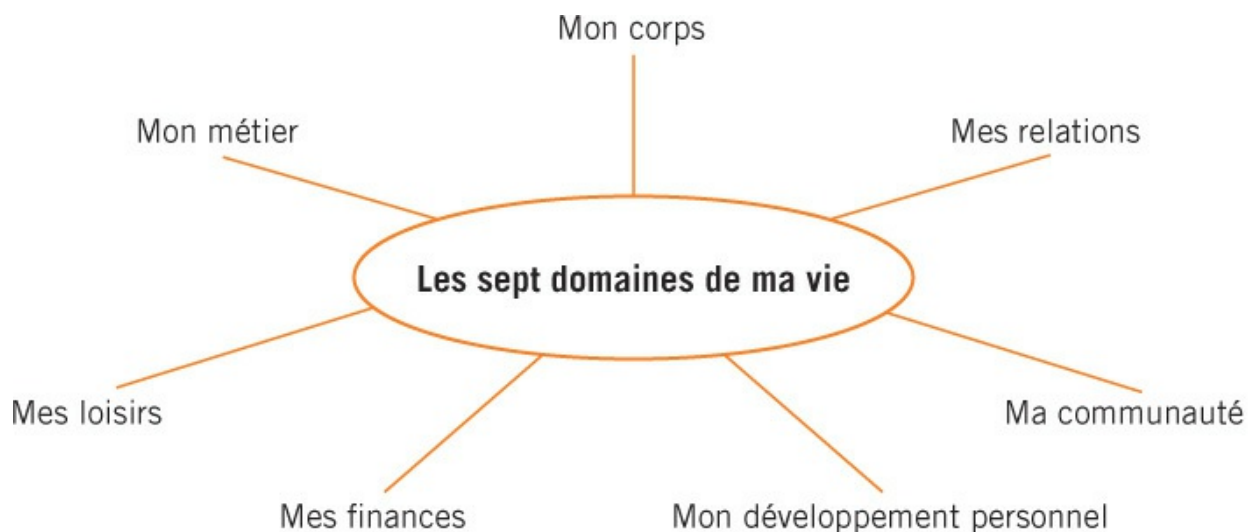 Mon corps
Mon métier
Mes relations
Les sept domaines de ma vie
Mes loisirs
Ma communauté
Mes finances
Mon développement personnel